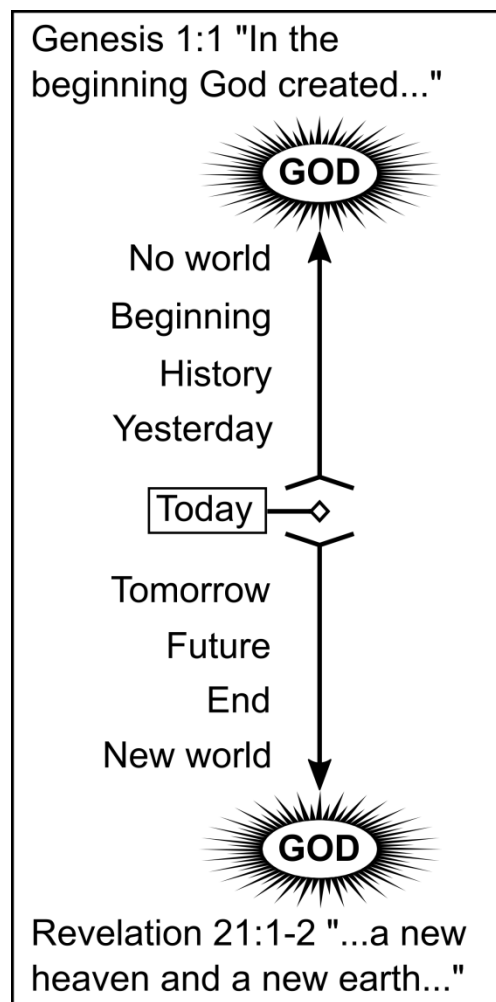 Genesis 1:1 "In the
beginning God created..."
GOD
No world
Beginning
History
Yesterday
Today
Tomorrow
Future
End
New world
GOD
Revelation 21:1-2 "...a new
heaven and a new earth..."